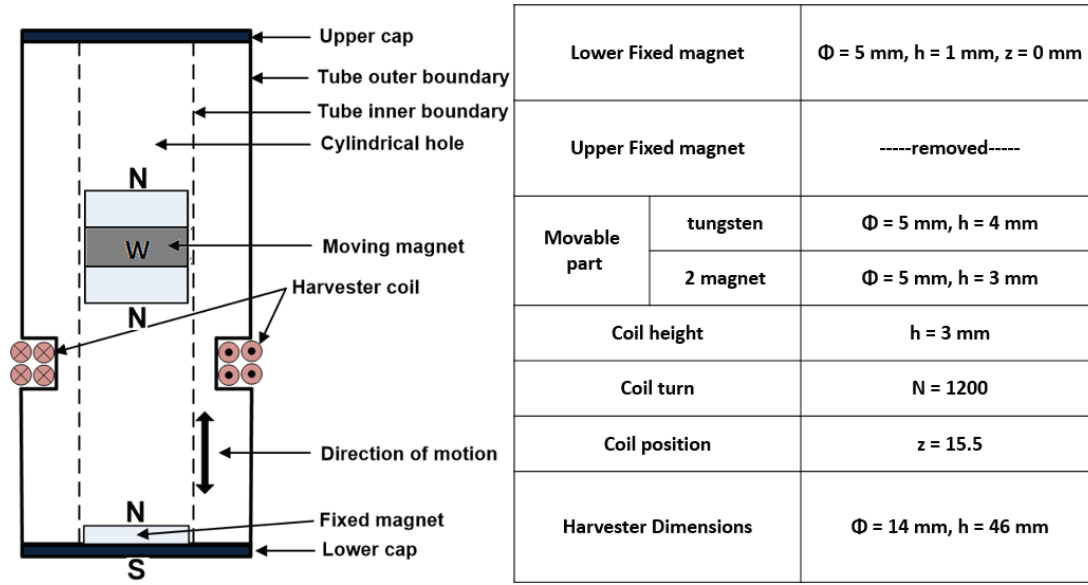 Upper cap
Tube outer boundary
Tube inner boundary
Cylindrical hole
N
W
Moving magnet
Harvester coil
N
Direction of motion
N
Fixed magnet
Lower cap
S
Lower Fixed magnet
Φ = 5 mm, h = 1 mm, z = 0 mm
Upper Fixed magnet
-----removed-----
Movable
part
tungsten
Φ = 5 mm, h = 4 mm
2 magnet
Φ = 5 mm, h = 3 mm
Coil height
h = 3 mm
Coil turn
N = 1200
Coil position
z = 15.5
Harvester Dimensions
Φ = 14 mm, h = 46 mm